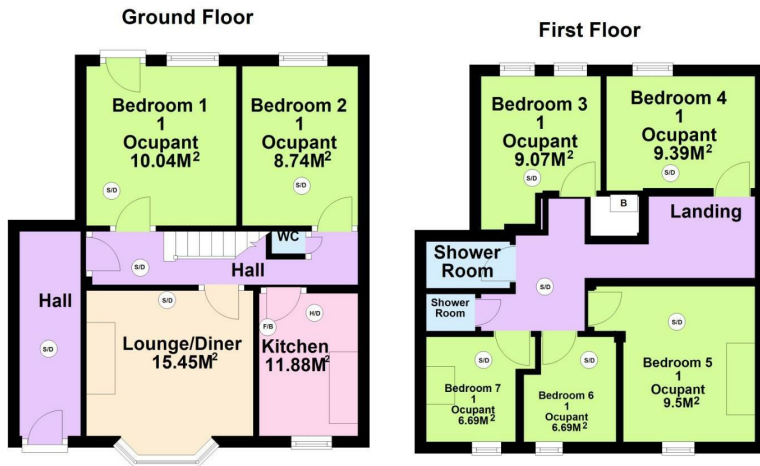 Ground Floor
Bedroom 1
1
Ocupant
10.04M²
S/D
Bedroom 2
1
Ocupant
8.74M²
S/D
WC
S/D
Hall
Hall
S/D
S/D
Lounge/Diner
15.45M²
F/B
H/D
Kitchen
11.88M²
First Floor
Bedroom 3
1
Ocupant
9.07M²
S/D
Bedroom 4
1
Ocupant
9.39M²
S/D
B
Landing
Shower
Room
S/D
Shower
Room
S/D
Bedroom 5
1
Ocupant
9.5M²
S/D
Bedroom 7
1
Ocupant
6.69M²
S/D
Bedroom 6
1
Ocupant
6.69M²